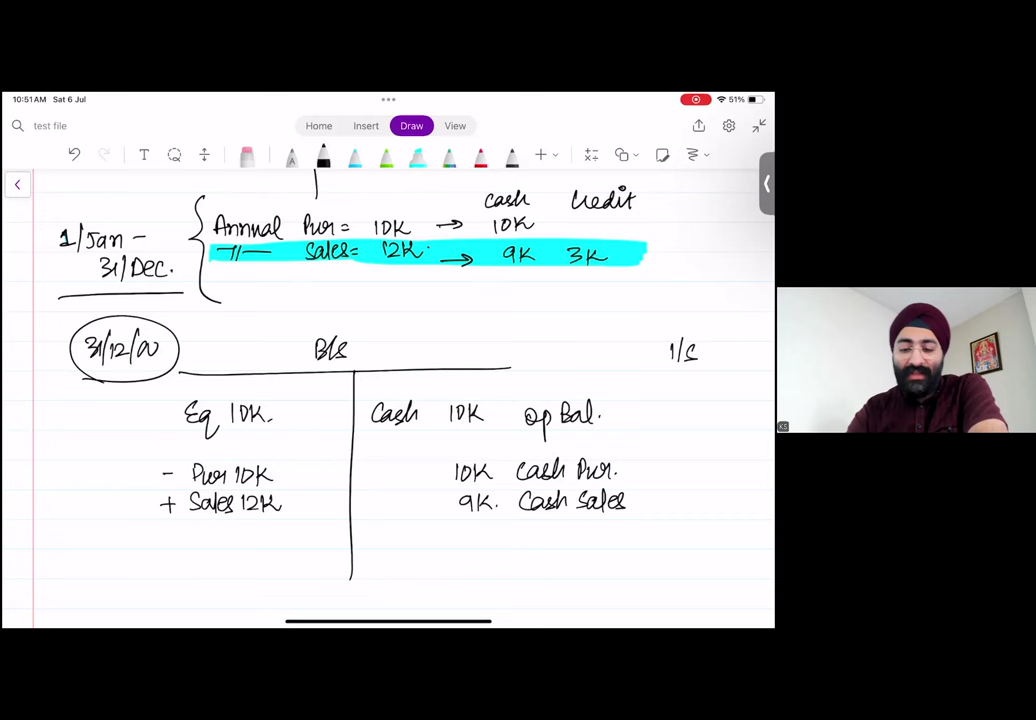 10:51 AM Sat 6 Jul
51%
test file
Home Insert Draw View
Cash Credit
Annual Pur = 10K → 10K
-"- Sales = 12K → 9K 3K
1/Jan -
31/Dec.
31/12/00 B/S I/S
Eq 10K. Cash 10K Op Bal.
- Pur 10K 10K Cash Pur.
+ Sales 12K 9K. Cash Sales
KS